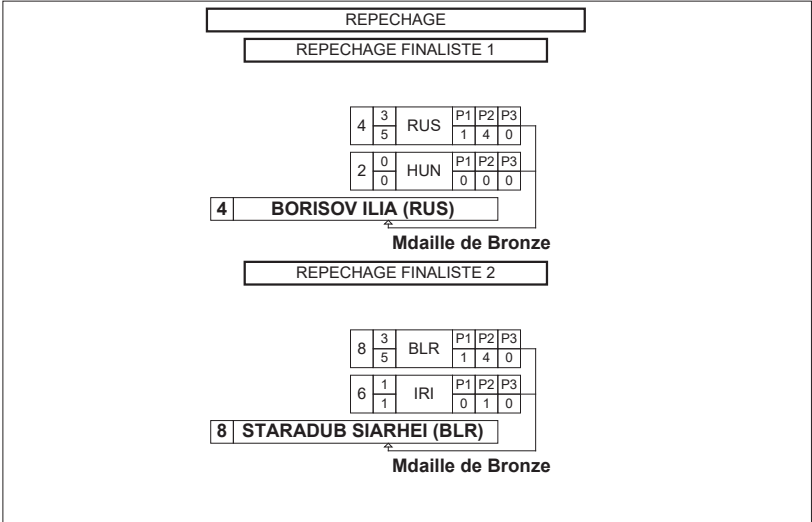 REPECHAGE
REPECHAGE FINALISTE 1
4 3 RUS P1 P2 P3
5 1 4 0
2 0 HUN P1 P2 P3
0 0 0 0
4 BORISOV ILIA (RUS)
Mdaille de Bronze
REPECHAGE FINALISTE 2
8 3 BLR P1 P2 P3
5 1 4 0
6 1 IRI P1 P2 P3
1 0 1 0
8 STARADUB SIARHEI (BLR)
Mdaille de Bronze